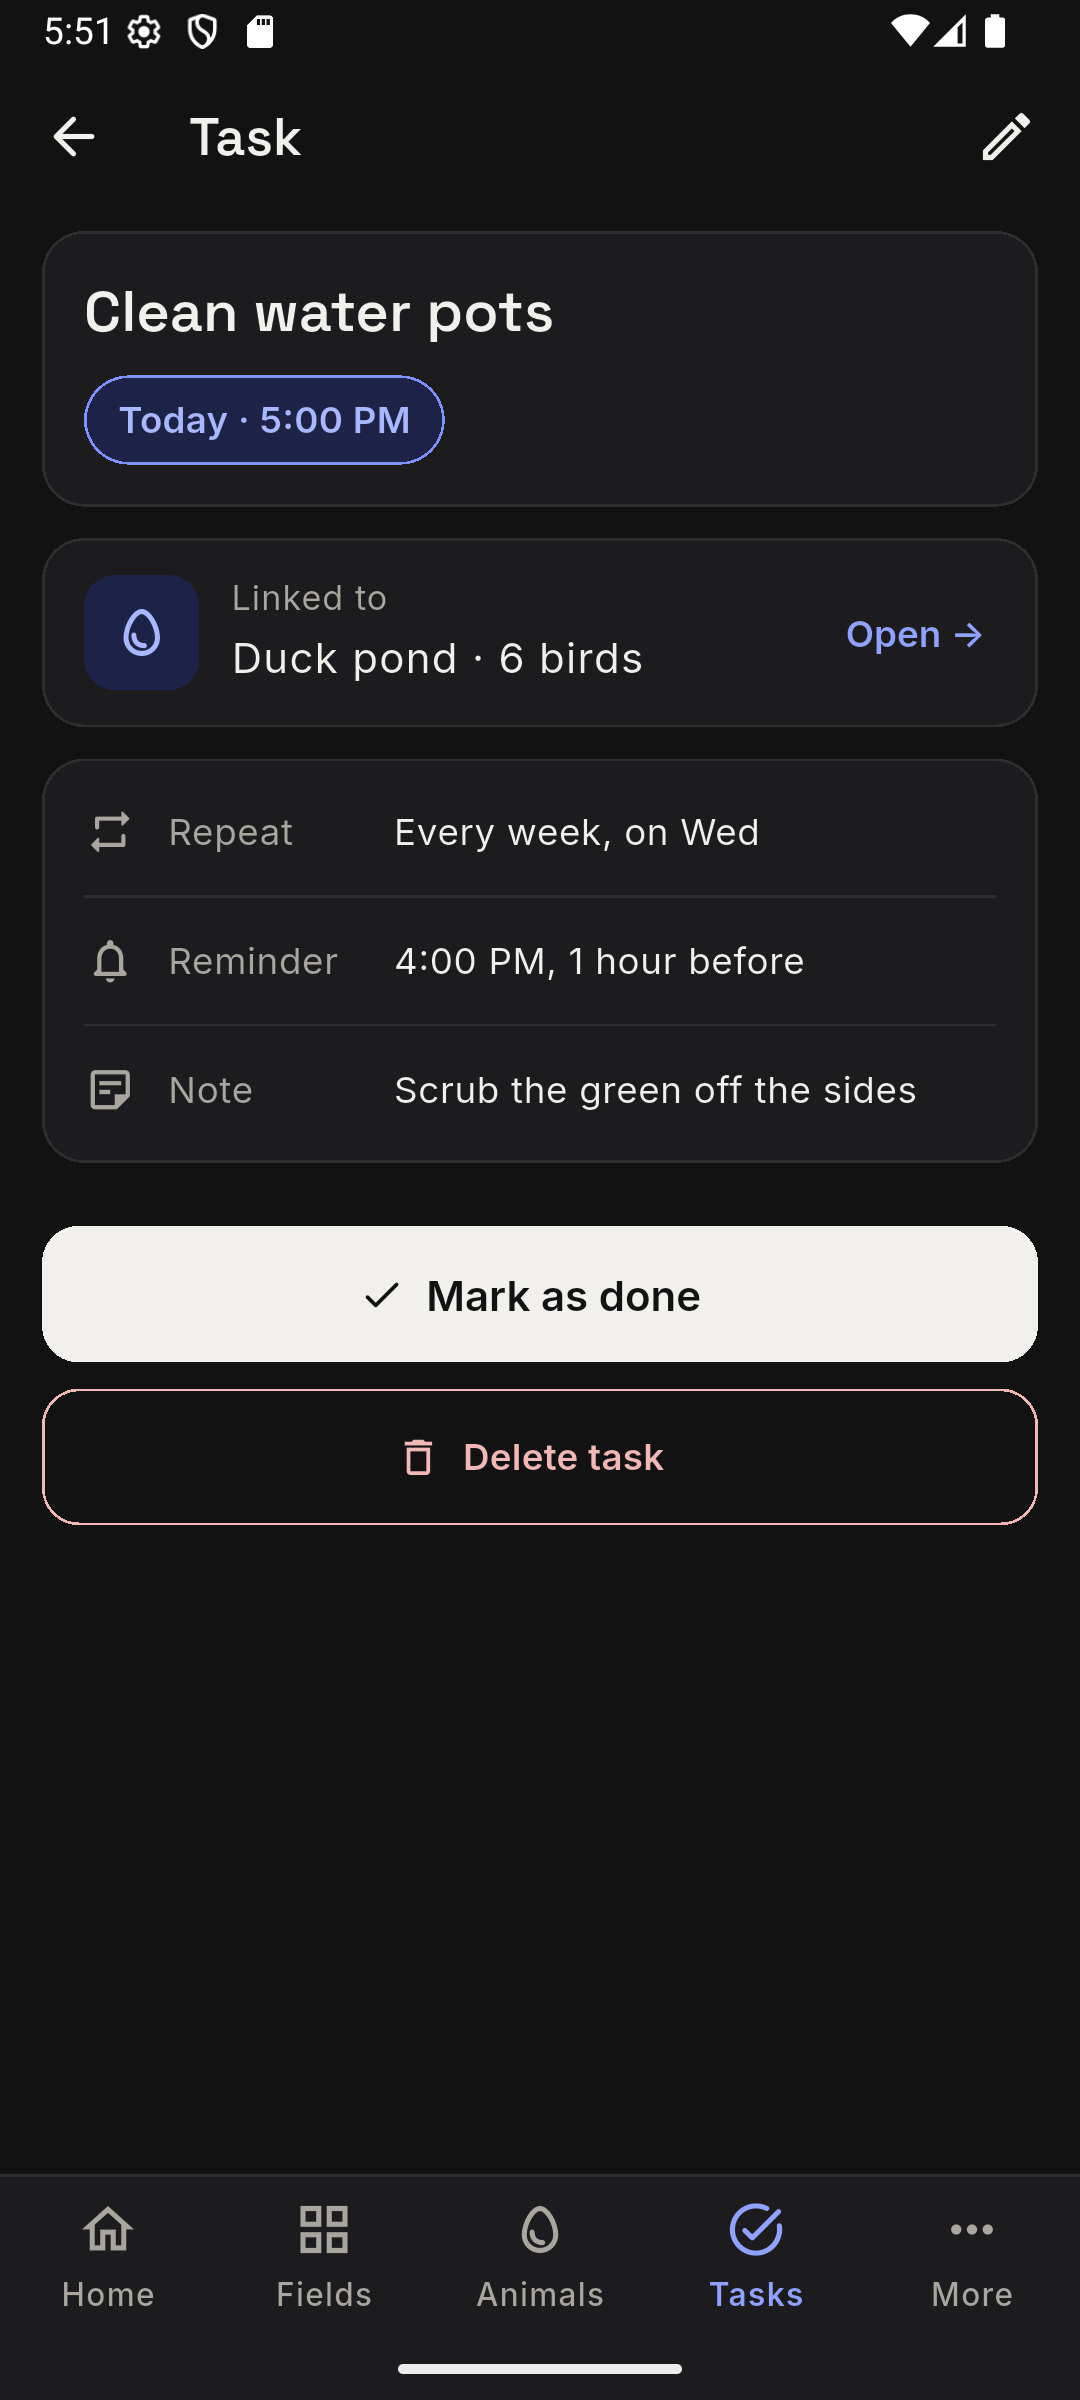 5:51
Task
Clean water pots
Today · 5:00 PM
Linked to
Duck pond · 6 birds
Open →
Repeat
Every week, on Wed
Reminder
4:00 PM, 1 hour before
Note
Scrub the green off the sides
Mark as done
Delete task
Home
Fields
Animals
Tasks
More